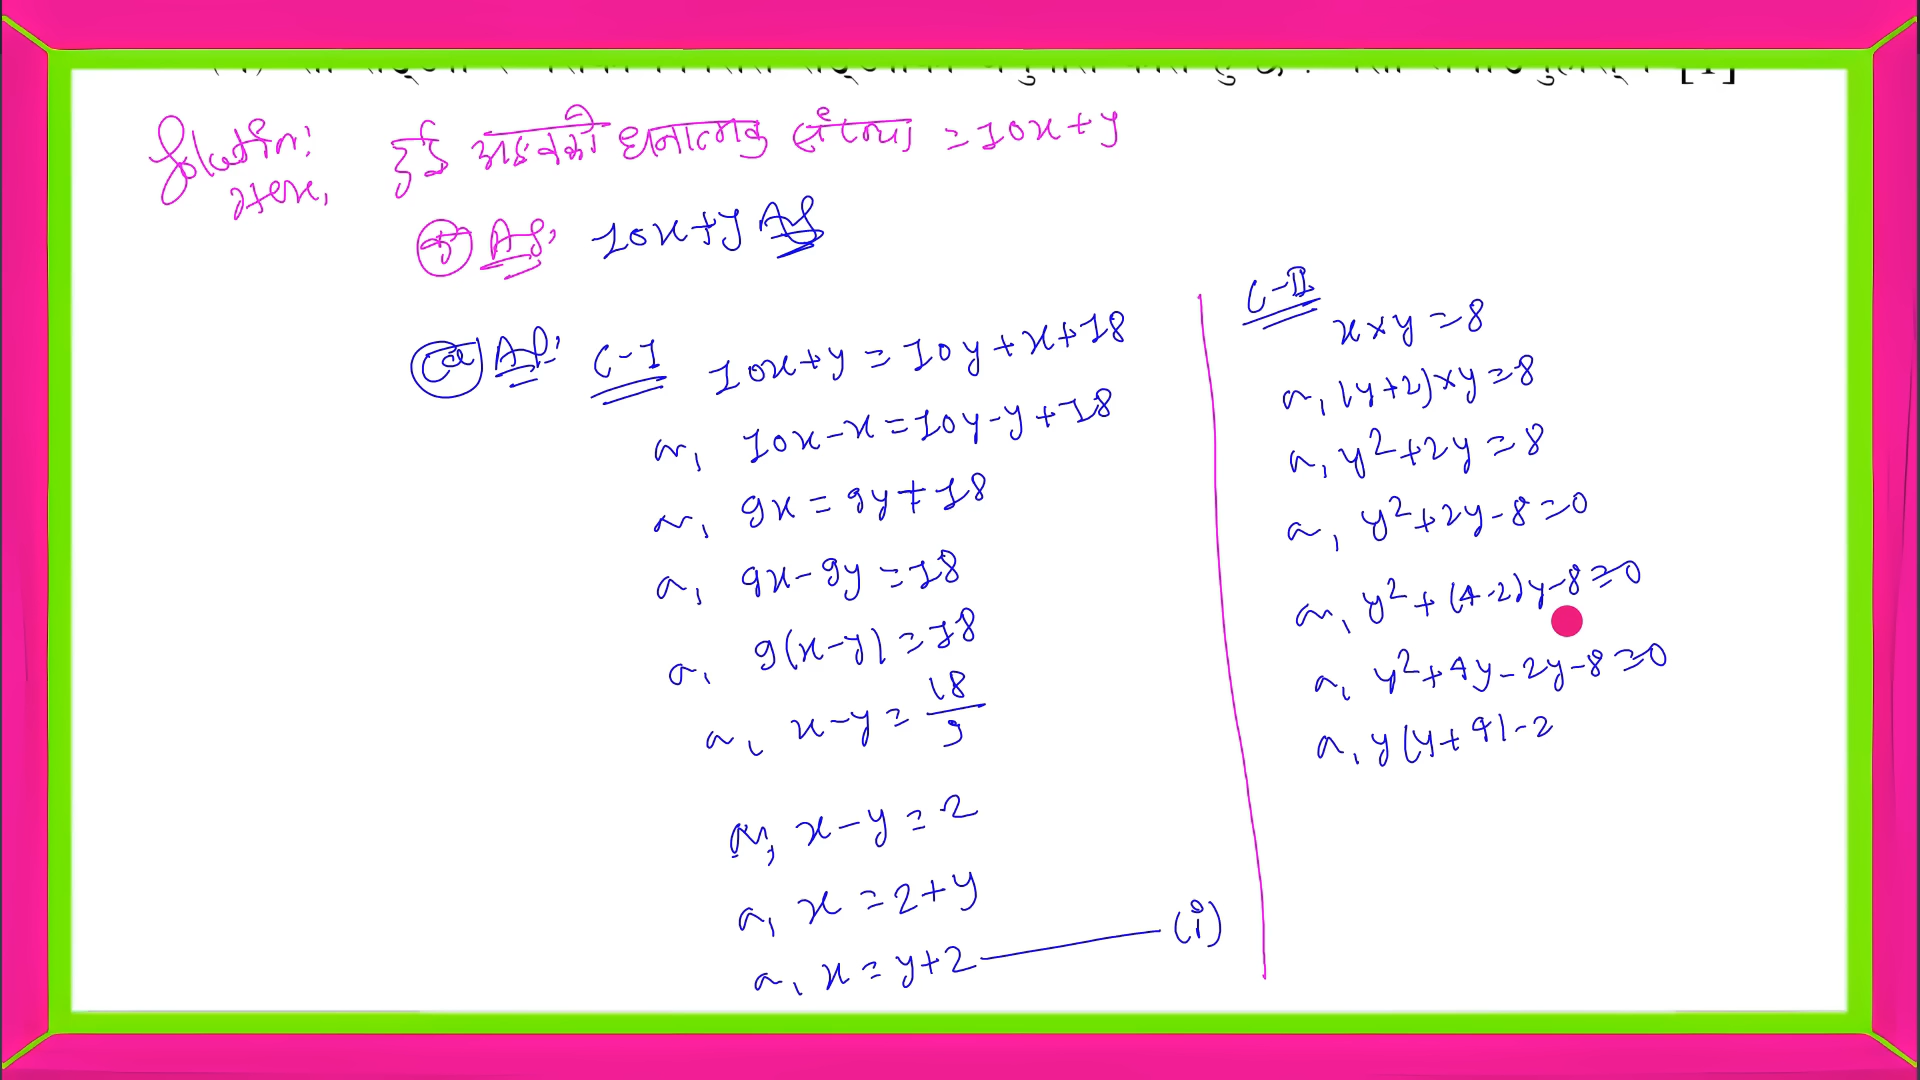 [1]
Solution: दुई अङ्कको धनात्मक संख्या = 10x+y
Here,
क Ans: 10x+y Ans
ख Ans: C-I 10x+y = 10y+x+18
or, 10x-x = 10y-y+18
or, 9x = 9y+18
or, 9x-9y = 18
or, 9(x-y) = 18
or, x-y = 18/9
or, x-y = 2
or, x = 2+y
or, x = y+2 (i)
C-II
x×y = 8
or, (y+2)×y = 8
or, y²+2y = 8
or, y²+2y-8 = 0
or, y²+(4-2)y-8 = 0
or, y²+4y-2y-8 = 0
or, y(y+4)-2